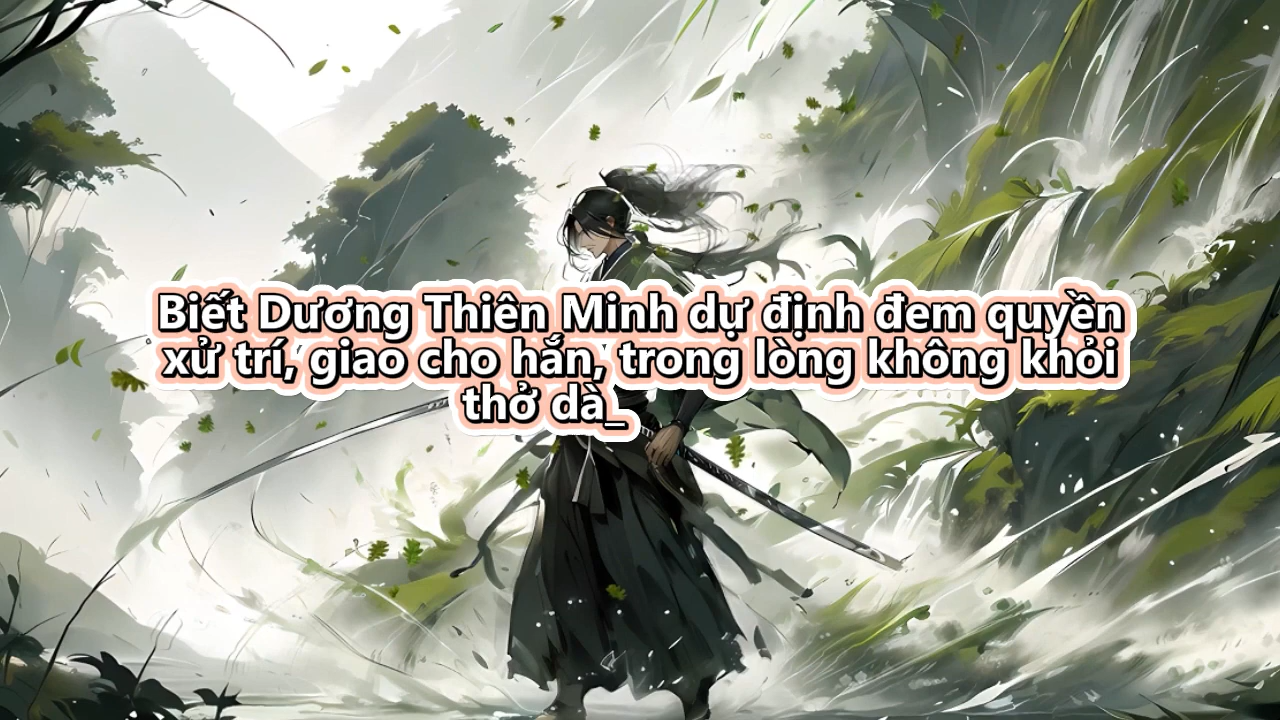 Biết Dương Thiên Minh dự định đem quyền
xử trí, giao cho hắn, trong lòng không khỏi
thở dà_